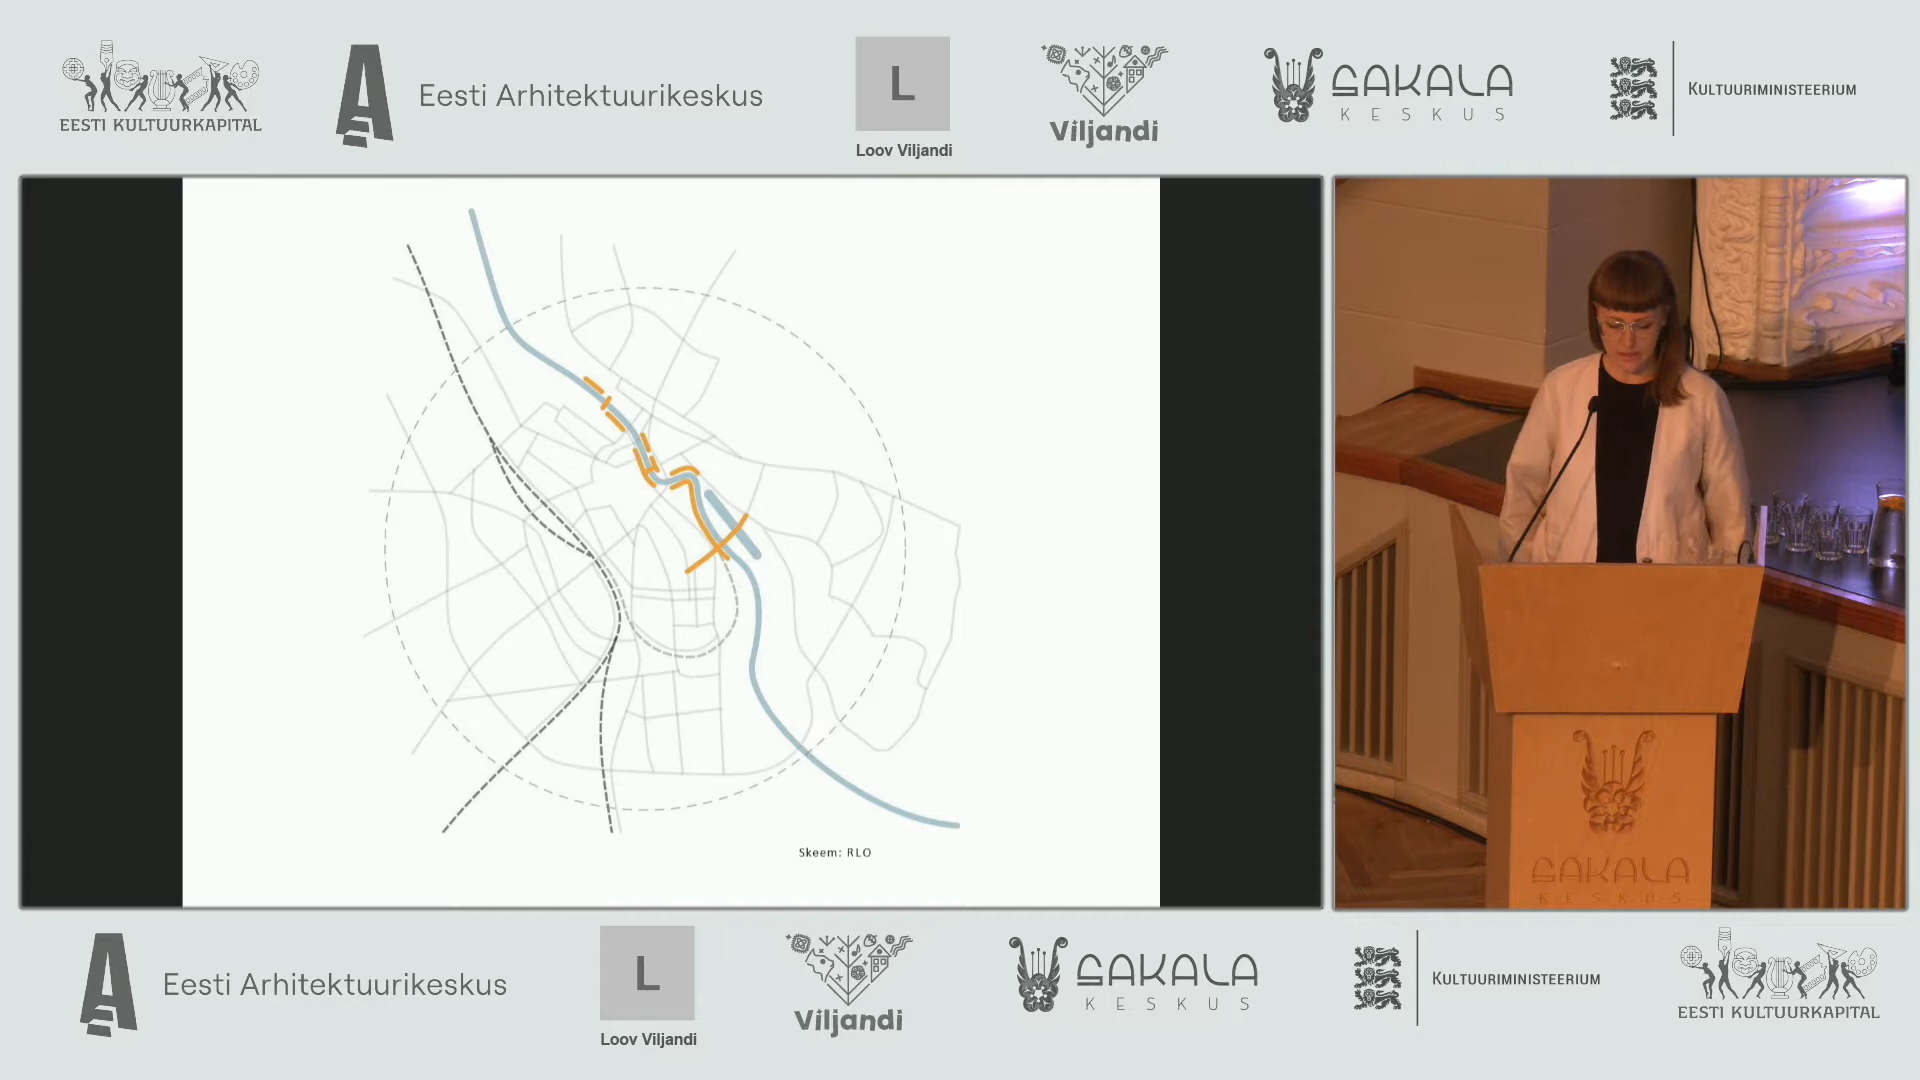 EESTI KULTUURKAPITAL
Eesti Arhitektuurikeskus
L
Loov Viljandi
Viljandi
SAKALA
KESKUS
KULTUURIMINISTEERIUM
Skeem: RLO
SAKALA
KESKUS
Eesti Arhitektuurikeskus
L
Loov Viljandi
Viljandi
SAKALA
KESKUS
KULTUURIMINISTEERIUM
EESTI KULTUURKAPITAL